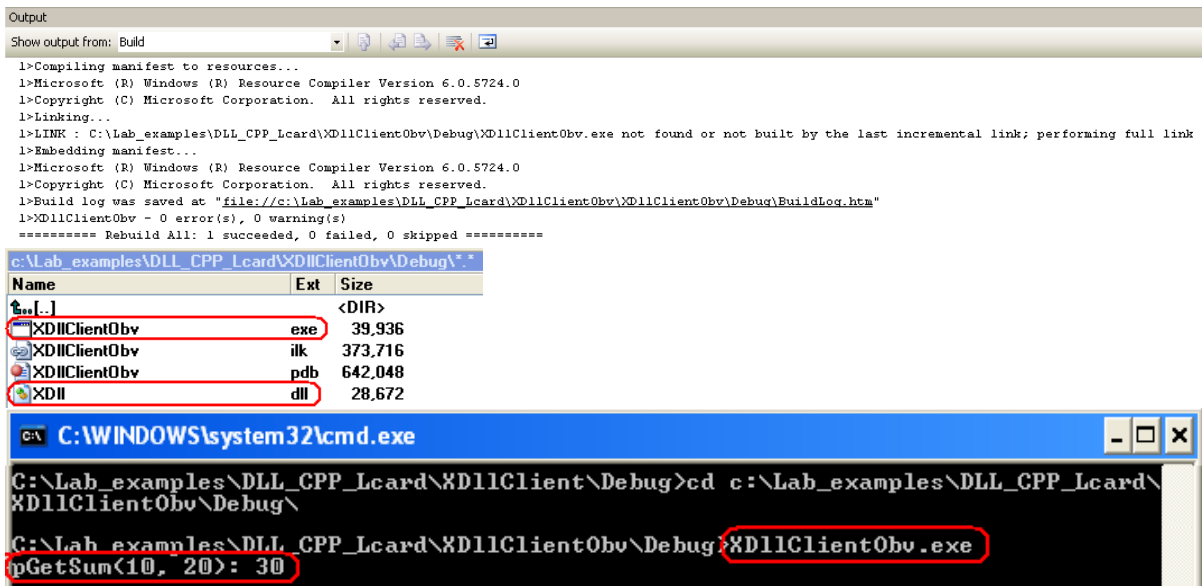 Output
Show output from: Build
1>Compiling manifest to resources...
1>Microsoft (R) Windows (R) Resource Compiler Version 6.0.5724.0
1>Copyright (C) Microsoft Corporation.  All rights reserved.
1>Linking...
1>LINK : C:\Lab_examples\DLL_CPP_Lcard\XDllClientObv\Debug\XDllClientObv.exe not found or not built by the last incremental link; performing full link
1>Embedding manifest...
1>Microsoft (R) Windows (R) Resource Compiler Version 6.0.5724.0
1>Copyright (C) Microsoft Corporation.  All rights reserved.
1>Build log was saved at "file://c:\Lab_examples\DLL_CPP_Lcard\XDllClientObv\XDllClientObv\Debug\BuildLog.htm"
1>XDllClientObv - 0 error(s), 0 warning(s)
========== Rebuild All: 1 succeeded, 0 failed, 0 skipped ==========
c:\Lab_examples\DLL_CPP_Lcard\XDllClientObv\Debug\*.*
Name Ext Size
..[..] <DIR>
XDllClientObv exe 39,936
XDllClientObv ilk 373,716
XDllClientObv pdb 642,048
XDll dll 28,672
C:\WINDOWS\system32\cmd.exe
C:\Lab_examples\DLL_CPP_Lcard\XDllClient\Debug>cd c:\Lab_examples\DLL_CPP_Lcard\
XDllClientObv\Debug\
C:\Lab_examples\DLL_CPP_Lcard\XDllClientObv\Debug>XDllClientObv.exe
pGetSum(10, 20): 30